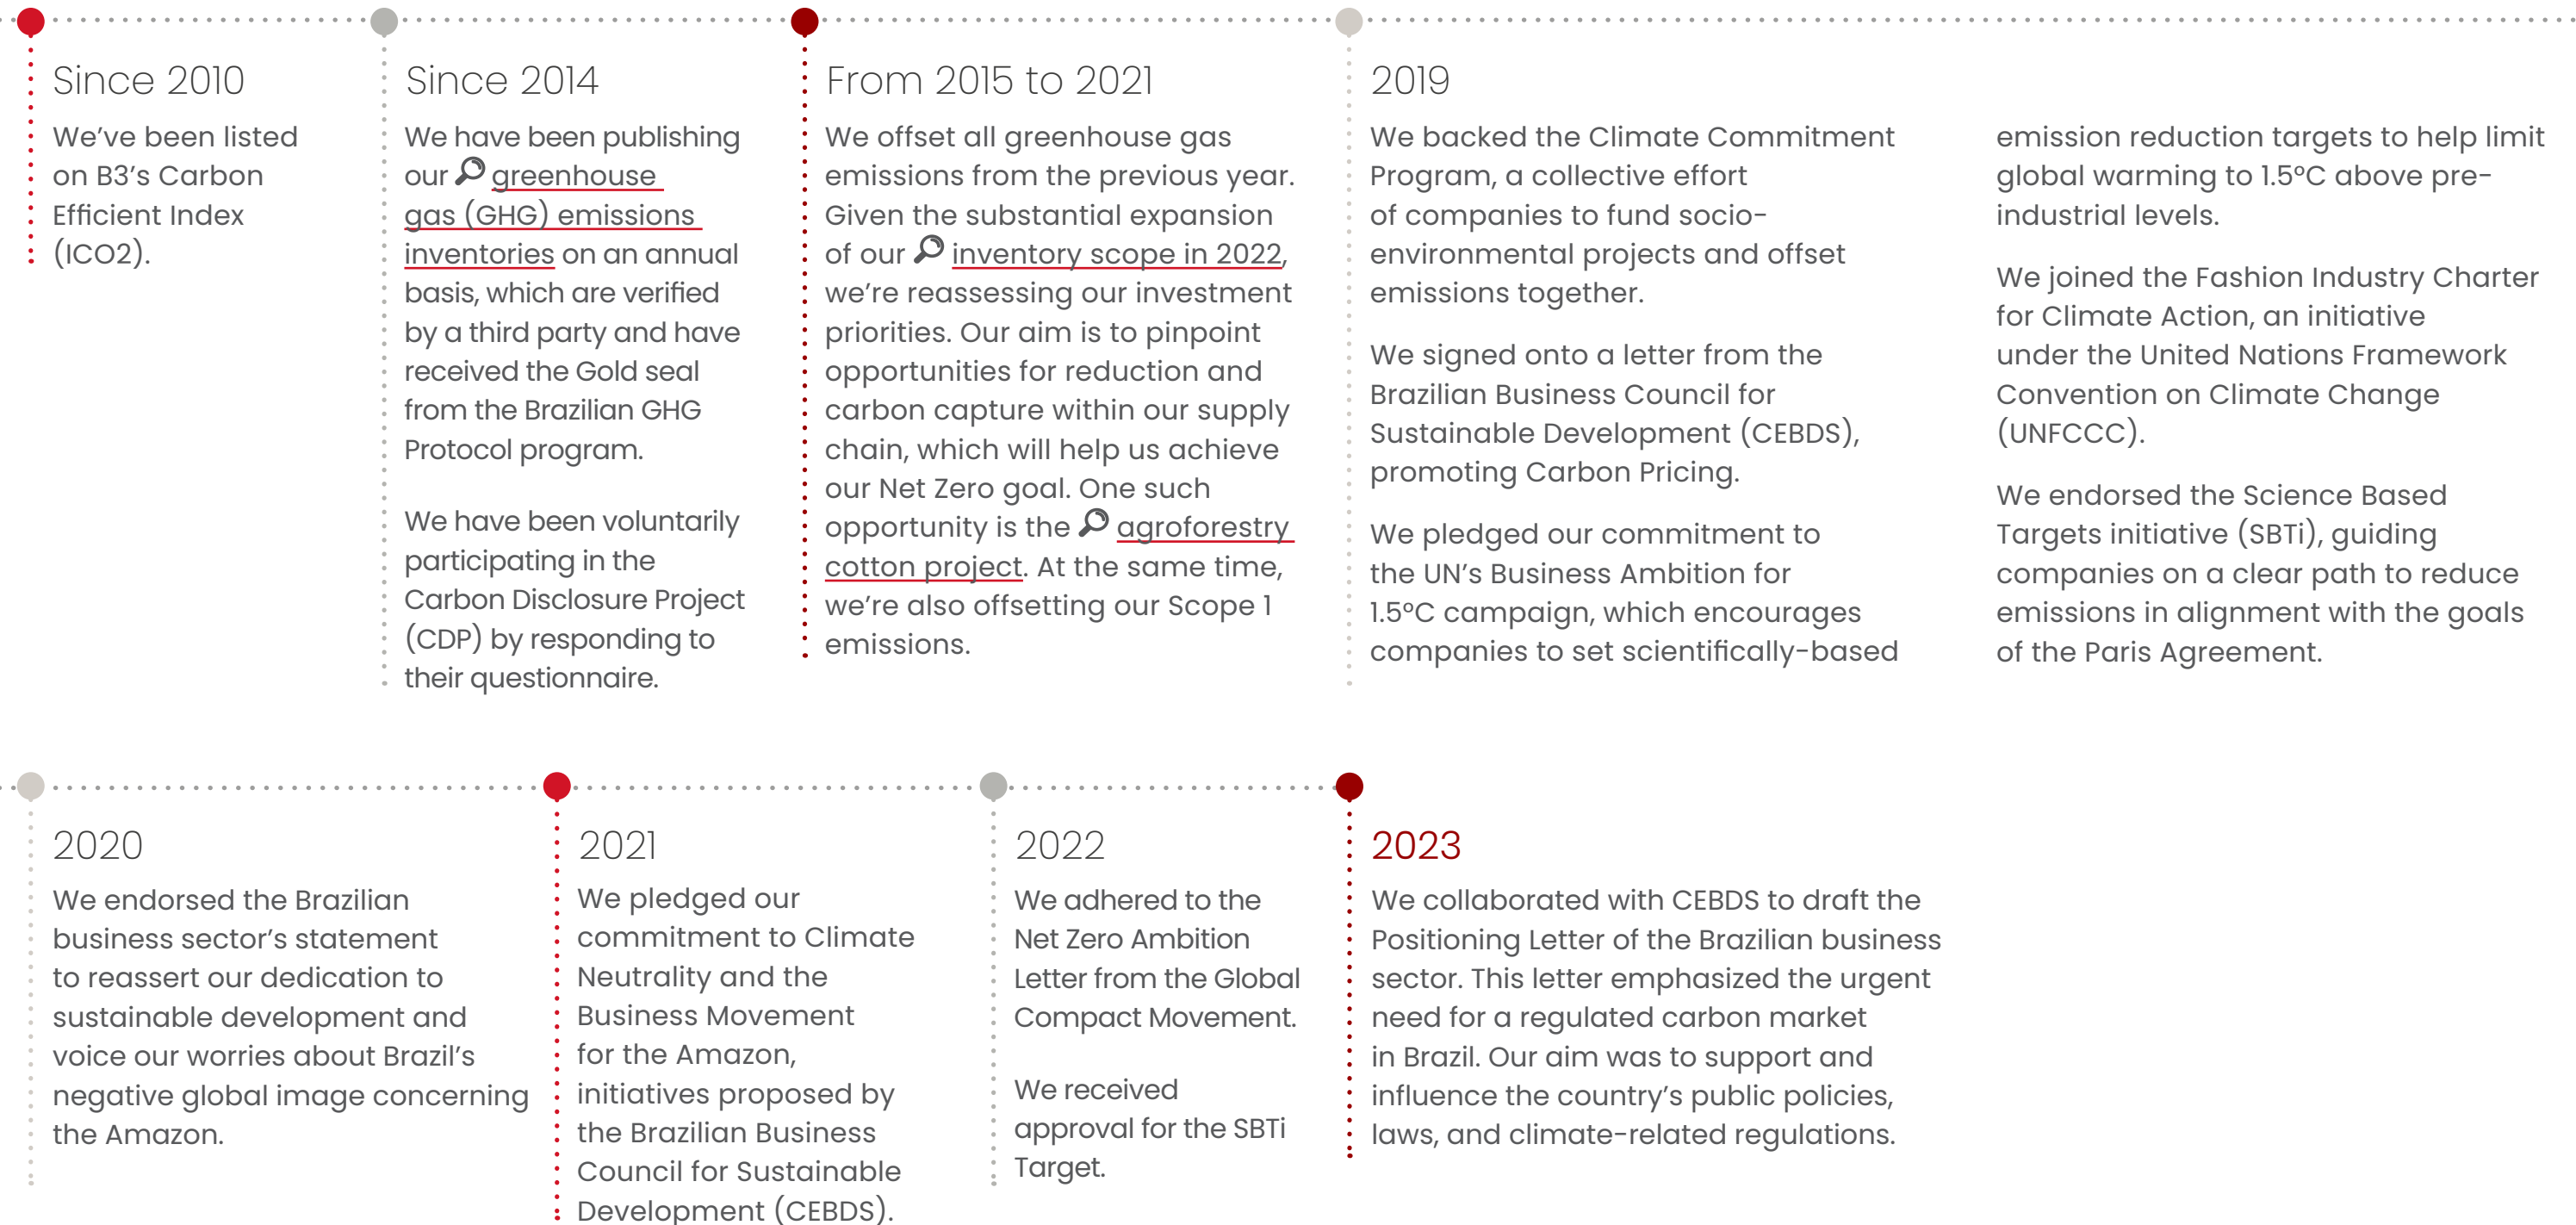 Since 2010
We've been listed
on B3's Carbon
Efficient Index
(ICO2).
Since 2014
We have been publishing
our greenhouse
gas (GHG) emissions
inventories on an annual
basis, which are verified
by a third party and have
received the Gold seal
from the Brazilian GHG
Protocol program.
We have been voluntarily
participating in the
Carbon Disclosure Project
(CDP) by responding to
their questionnaire.
From 2015 to 2021
We offset all greenhouse gas
emissions from the previous year.
Given the substantial expansion
of our inventory scope in 2022,
we're reassessing our investment
priorities. Our aim is to pinpoint
opportunities for reduction and
carbon capture within our supply
chain, which will help us achieve
our Net Zero goal. One such
opportunity is the agroforestry
cotton project. At the same time,
we're also offsetting our Scope 1
emissions.
2019
We backed the Climate Commitment
Program, a collective effort
of companies to fund socio-
environmental projects and offset
emissions together.
We signed onto a letter from the
Brazilian Business Council for
Sustainable Development (CEBDS),
promoting Carbon Pricing.
We pledged our commitment to
the UN's Business Ambition for
1.5ºC campaign, which encourages
companies to set scientifically-based
emission reduction targets to help limit
global warming to 1.5ºC above pre-
industrial levels.
We joined the Fashion Industry Charter
for Climate Action, an initiative
under the United Nations Framework
Convention on Climate Change
(UNFCCC).
We endorsed the Science Based
Targets initiative (SBTi), guiding
companies on a clear path to reduce
emissions in alignment with the goals
of the Paris Agreement.
2020
We endorsed the Brazilian
business sector's statement
to reassert our dedication to
sustainable development and
voice our worries about Brazil's
negative global image concerning
the Amazon.
2021
We pledged our
commitment to Climate
Neutrality and the
Business Movement
for the Amazon,
initiatives proposed by
the Brazilian Business
Council for Sustainable
Development (CEBDS).
2022
We adhered to the
Net Zero Ambition
Letter from the Global
Compact Movement.
We received
approval for the SBTi
Target.
2023
We collaborated with CEBDS to draft the
Positioning Letter of the Brazilian business
sector. This letter emphasized the urgent
need for a regulated carbon market
in Brazil. Our aim was to support and
influence the country's public policies,
laws, and climate-related regulations.